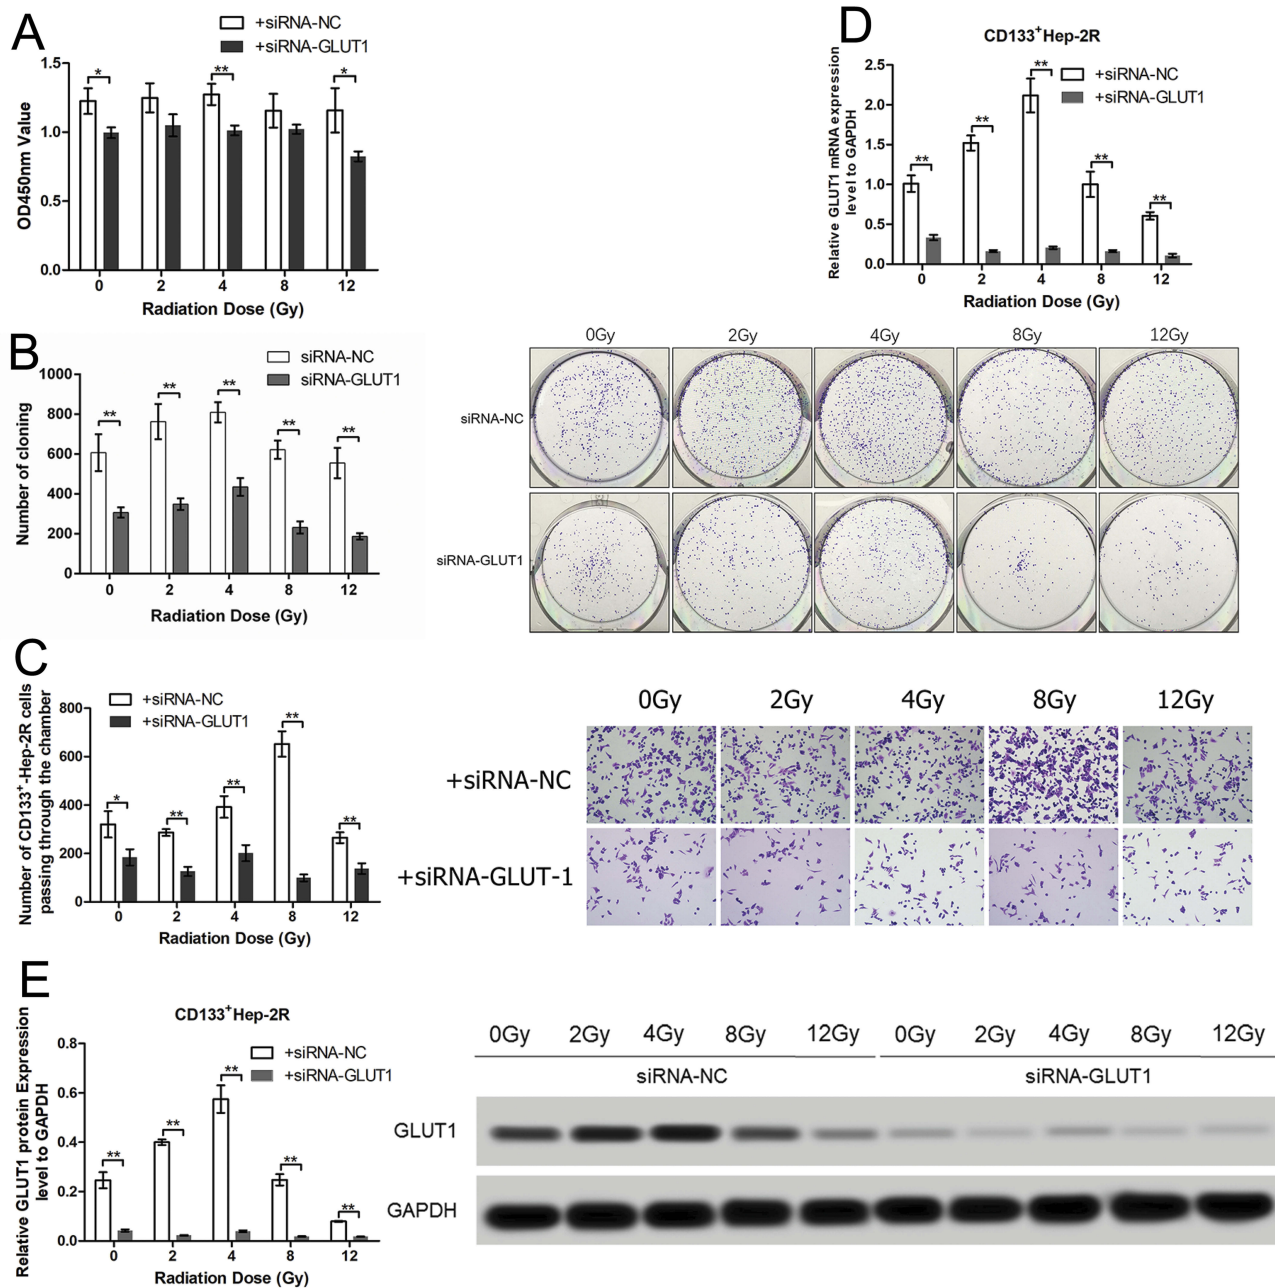 A
+siRNA-NC
+siRNA-GLUT1
OD450nm Value
1.5
1.0
0.5
0.0
*
**
*
0 2 4 8 12
Radiation Dose (Gy)
D
CD133+Hep-2R
+siRNA-NC
+siRNA-GLUT1
Relative GLUT1 mRNA expression
level to GAPDH
2.5
2.0
1.5
1.0
0.5
0.0
**
**
**
**
**
0 2 4 8 12
Radiation Dose (Gy)
B
siRNA-NC
siRNA-GLUT1
Number of cloning
1000
800
600
400
200
0
**
**
**
**
**
0 2 4 8 12
Radiation Dose (Gy)
0Gy 2Gy 4Gy 8Gy 12Gy
siRNA-NC
siRNA-GLUT1
C
+siRNA-NC
+siRNA-GLUT1
Number of CD133+-Hep-2R cells
passing through the chamber
800
600
400
200
0
*
**
**
**
**
0 2 4 8 12
Radiation Dose (Gy)
0Gy 2Gy 4Gy 8Gy 12Gy
+siRNA-NC
+siRNA-GLUT-1
E
CD133+Hep-2R
+siRNA-NC
+siRNA-GLUT1
Relative GLUT1 protein Expression
level to GAPDH
0.8
0.6
0.4
0.2
0.0
**
**
**
**
**
0 2 4 8 12
Radiation Dose (Gy)
0Gy 2Gy 4Gy 8Gy 12Gy 0Gy 2Gy 4Gy 8Gy 12Gy
siRNA-NC siRNA-GLUT1
GLUT1
GAPDH